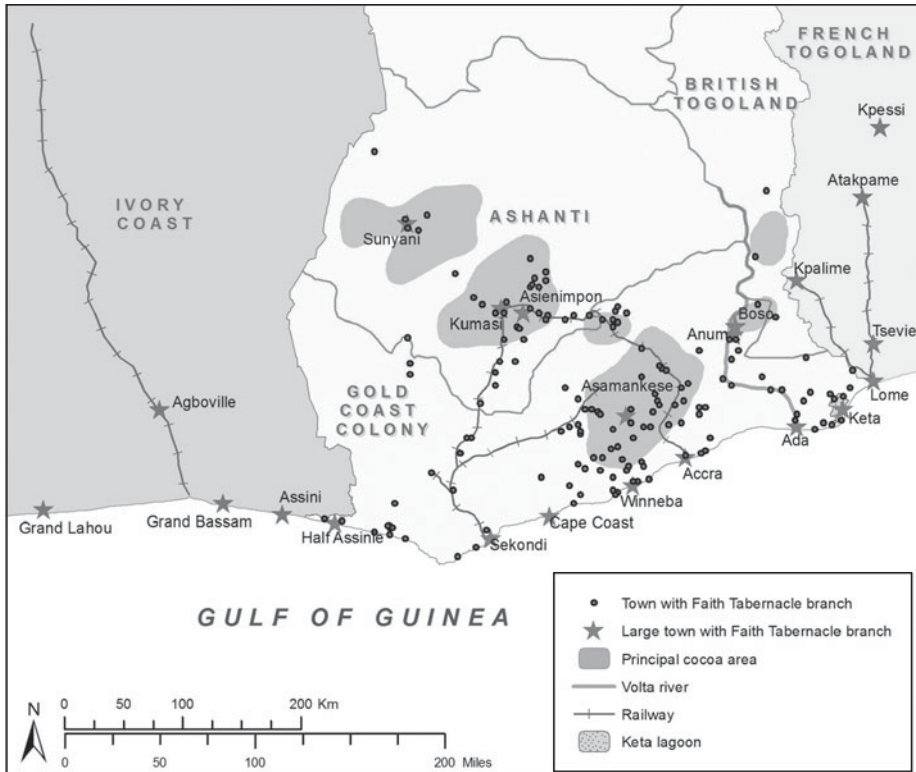 FRENCH
TOGOLAND
BRITISH
TOGOLAND
Kpessi
Atakpame
IVORY
COAST
ASHANTI
Sunyani
Kpalime
Asienimpon
Kumasi
Boso
Anum
Tsevie
Asamankese
GOLD
COAST
COLONY
Lome
Agboville
Keta
Ada
Accra
Winneba
Assini
Cape Coast
Grand Lahou
Grand Bassam
Half Assinie
Sekondi
GULF OF GUINEA
Town with Faith Tabernacle branch
Large town with Faith Tabernacle branch
Principal cocoa area
Volta river
Railway
Keta lagoon
N
0 50 100 200 Km
0 50 100 200 Miles